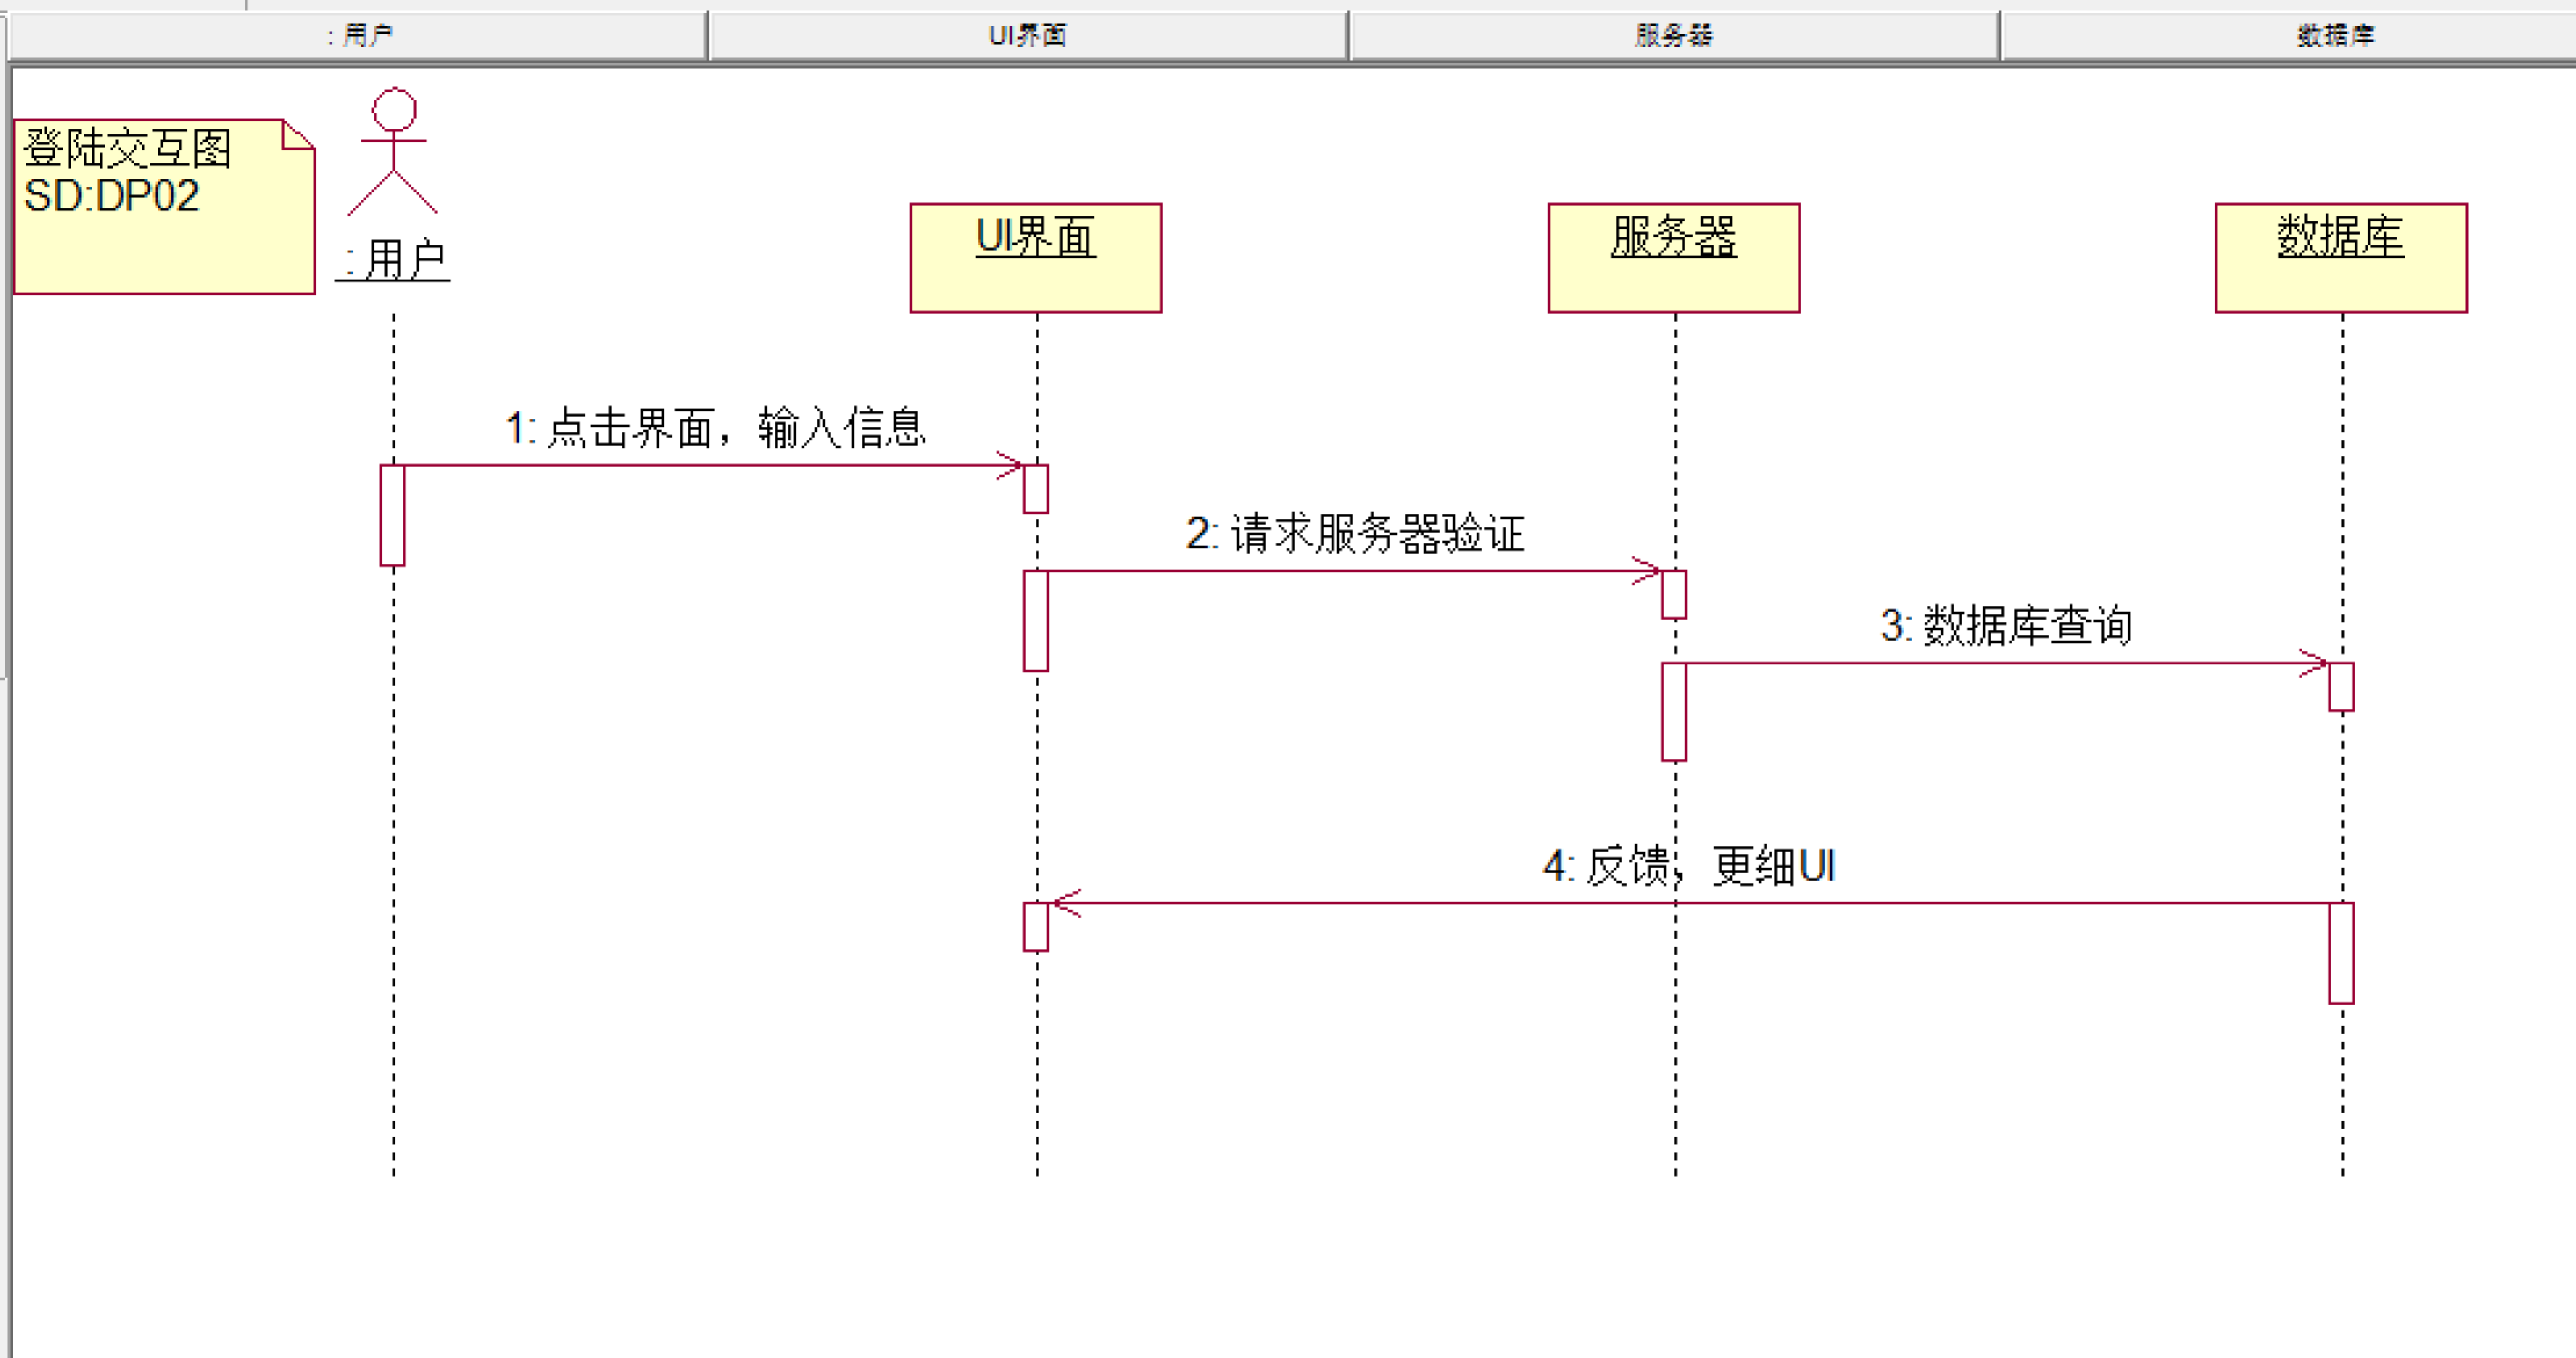 : 用户
UI界面
服务器
数据库
登陆交互图
SD:DP02
: 用户
UI界面
服务器
数据库
1: 点击界面，输入信息
2: 请求服务器验证
3: 数据库查询
4: 反馈，更细UI